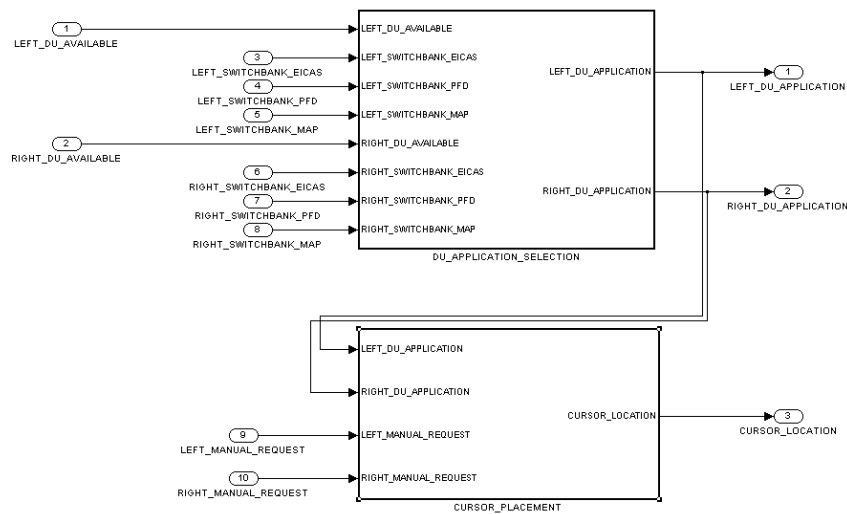 1
LEFT_DU_AVAILABLE
3
LEFT_SWITCHBANK_EICAS
4
LEFT_SWITCHBANK_PFD
5
LEFT_SWITCHBANK_MAP
2
RIGHT_DU_AVAILABLE
6
RIGHT_SWITCHBANK_EICAS
7
RIGHT_SWITCHBANK_PFD
8
RIGHT_SWITCHBANK_MAP
LEFT_DU_AVAILABLE
LEFT_SWITCHBANK_EICAS
LEFT_SWITCHBANK_PFD
LEFT_SWITCHBANK_MAP
RIGHT_DU_AVAILABLE
RIGHT_SWITCHBANK_EICAS
RIGHT_SWITCHBANK_PFD
RIGHT_SWITCHBANK_MAP
LEFT_DU_APPLICATION
RIGHT_DU_APPLICATION
DU_APPLICATION_SELECTION
1
LEFT_DU_APPLICATION
2
RIGHT_DU_APPLICATION
9
LEFT_MANUAL_REQUEST
10
RIGHT_MANUAL_REQUEST
LEFT_DU_APPLICATION
RIGHT_DU_APPLICATION
LEFT_MANUAL_REQUEST
RIGHT_MANUAL_REQUEST
CURSOR_LOCATION
CURSOR_PLACEMENT
3
CURSOR_LOCATION